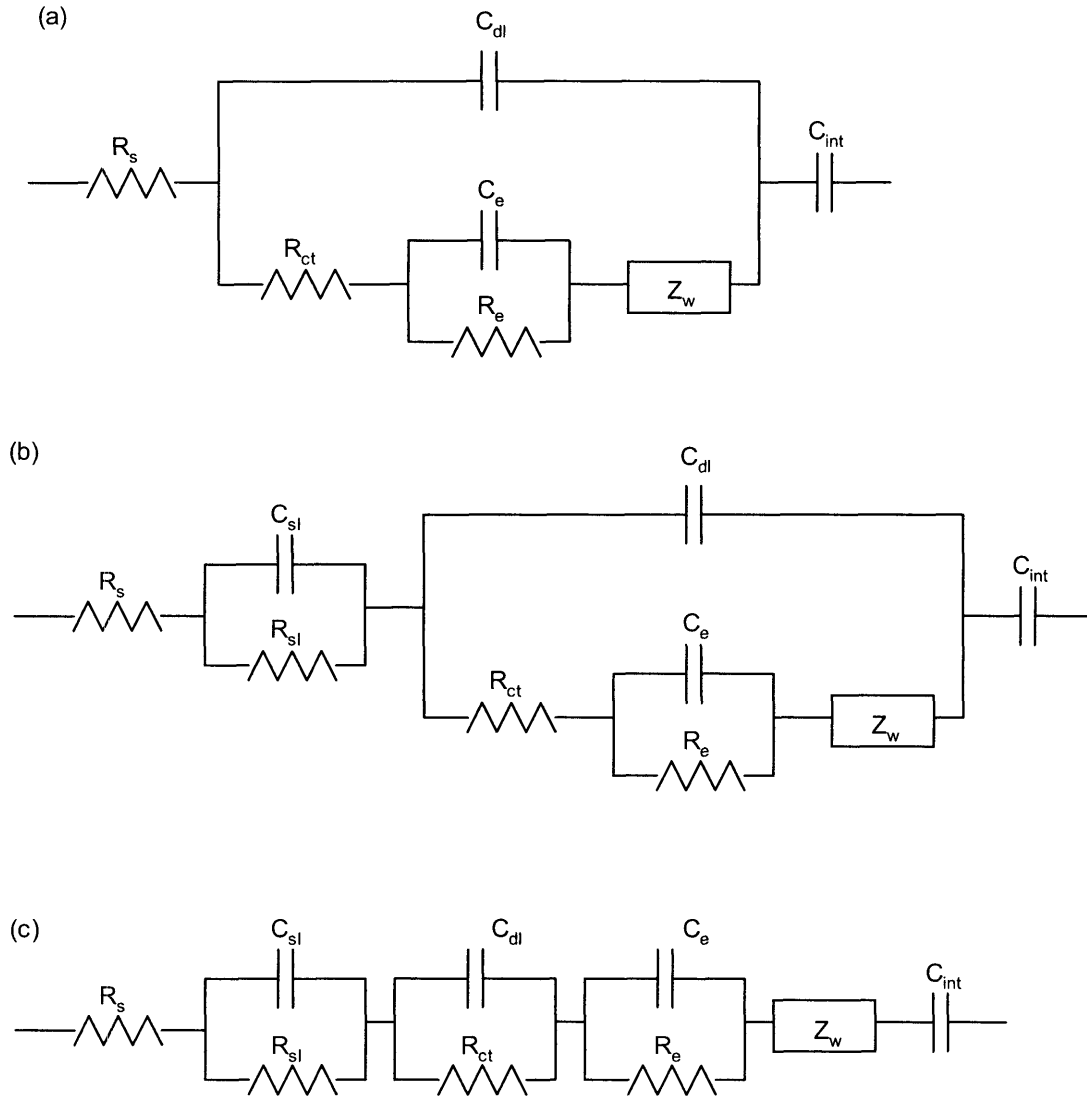 (a)
C_dl
R_s
C_int
C_e
R_ct
R_e
Z_w
(b)
C_dl
C_sl
R_s
C_int
R_sl
C_e
R_ct
R_e
Z_w
(c)
C_sl
C_dl
C_e
C_int
R_s
Z_w
R_sl
R_ct
R_e